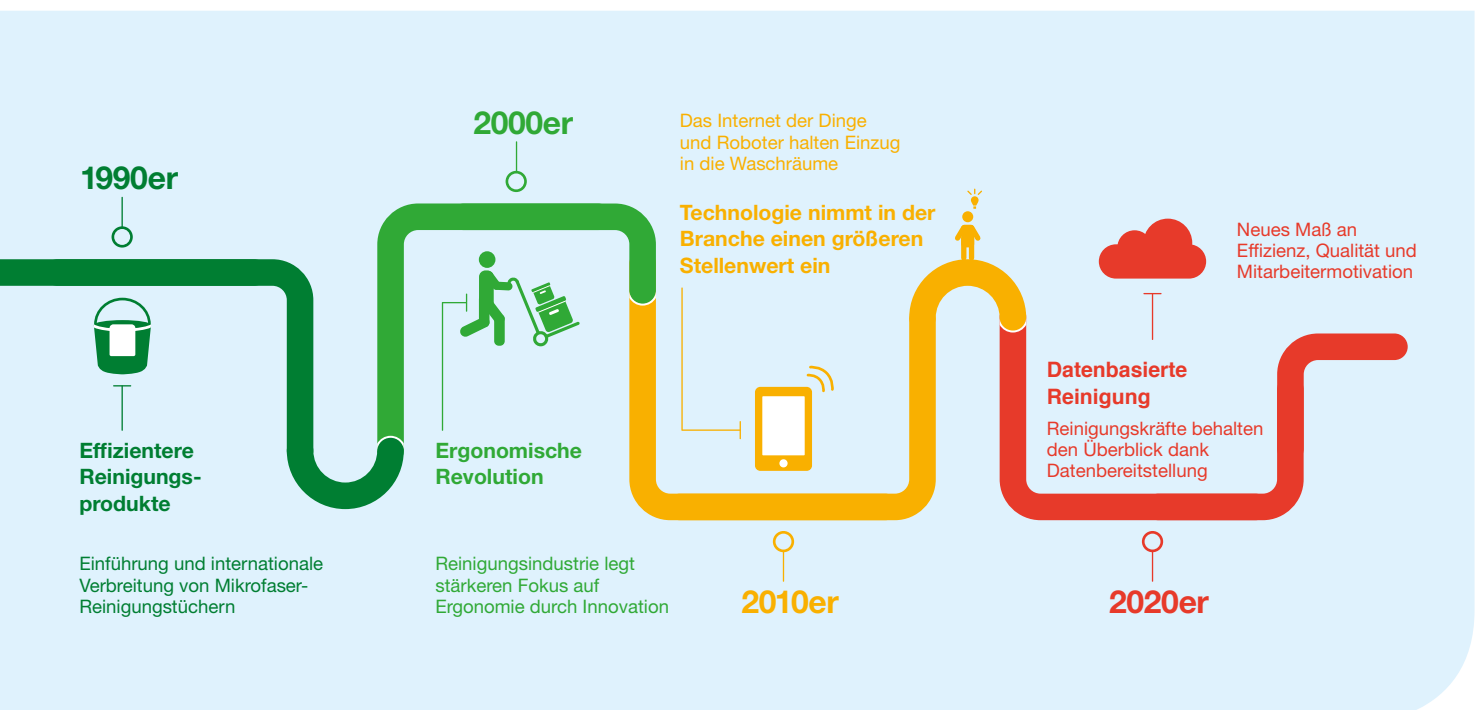 1990er
Effizientere
Reinigungs-
produkte
Einführung und internationale
Verbreitung von Mikrofaser-
Reinigungstüchern
2000er
Ergonomische
Revolution
Reinigungsindustrie legt
stärkeren Fokus auf
Ergonomie durch Innovation
Das Internet der Dinge
und Roboter halten Einzug
in die Waschräume
Technologie nimmt in der
Branche einen größeren
Stellenwert ein
2010er
Neues Maß an
Effizienz, Qualität und
Mitarbeitermotivation
Datenbasierte
Reinigung
Reinigungskräfte behalten
den Überblick dank
Datenbereitstellung
2020er